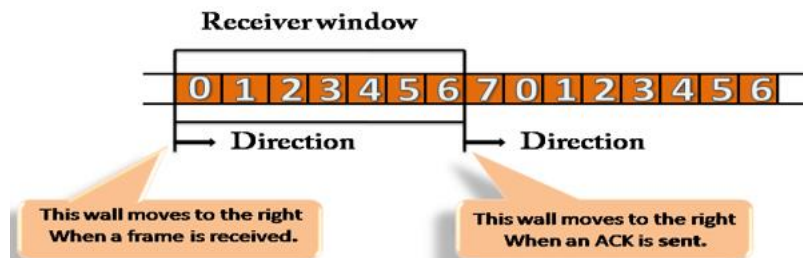 Receiver window
0 1 2 3 4 5 6 7 0 1 2 3 4 5 6
Direction Direction
This wall moves to the right
When a frame is received.
This wall moves to the right
When an ACK is sent.